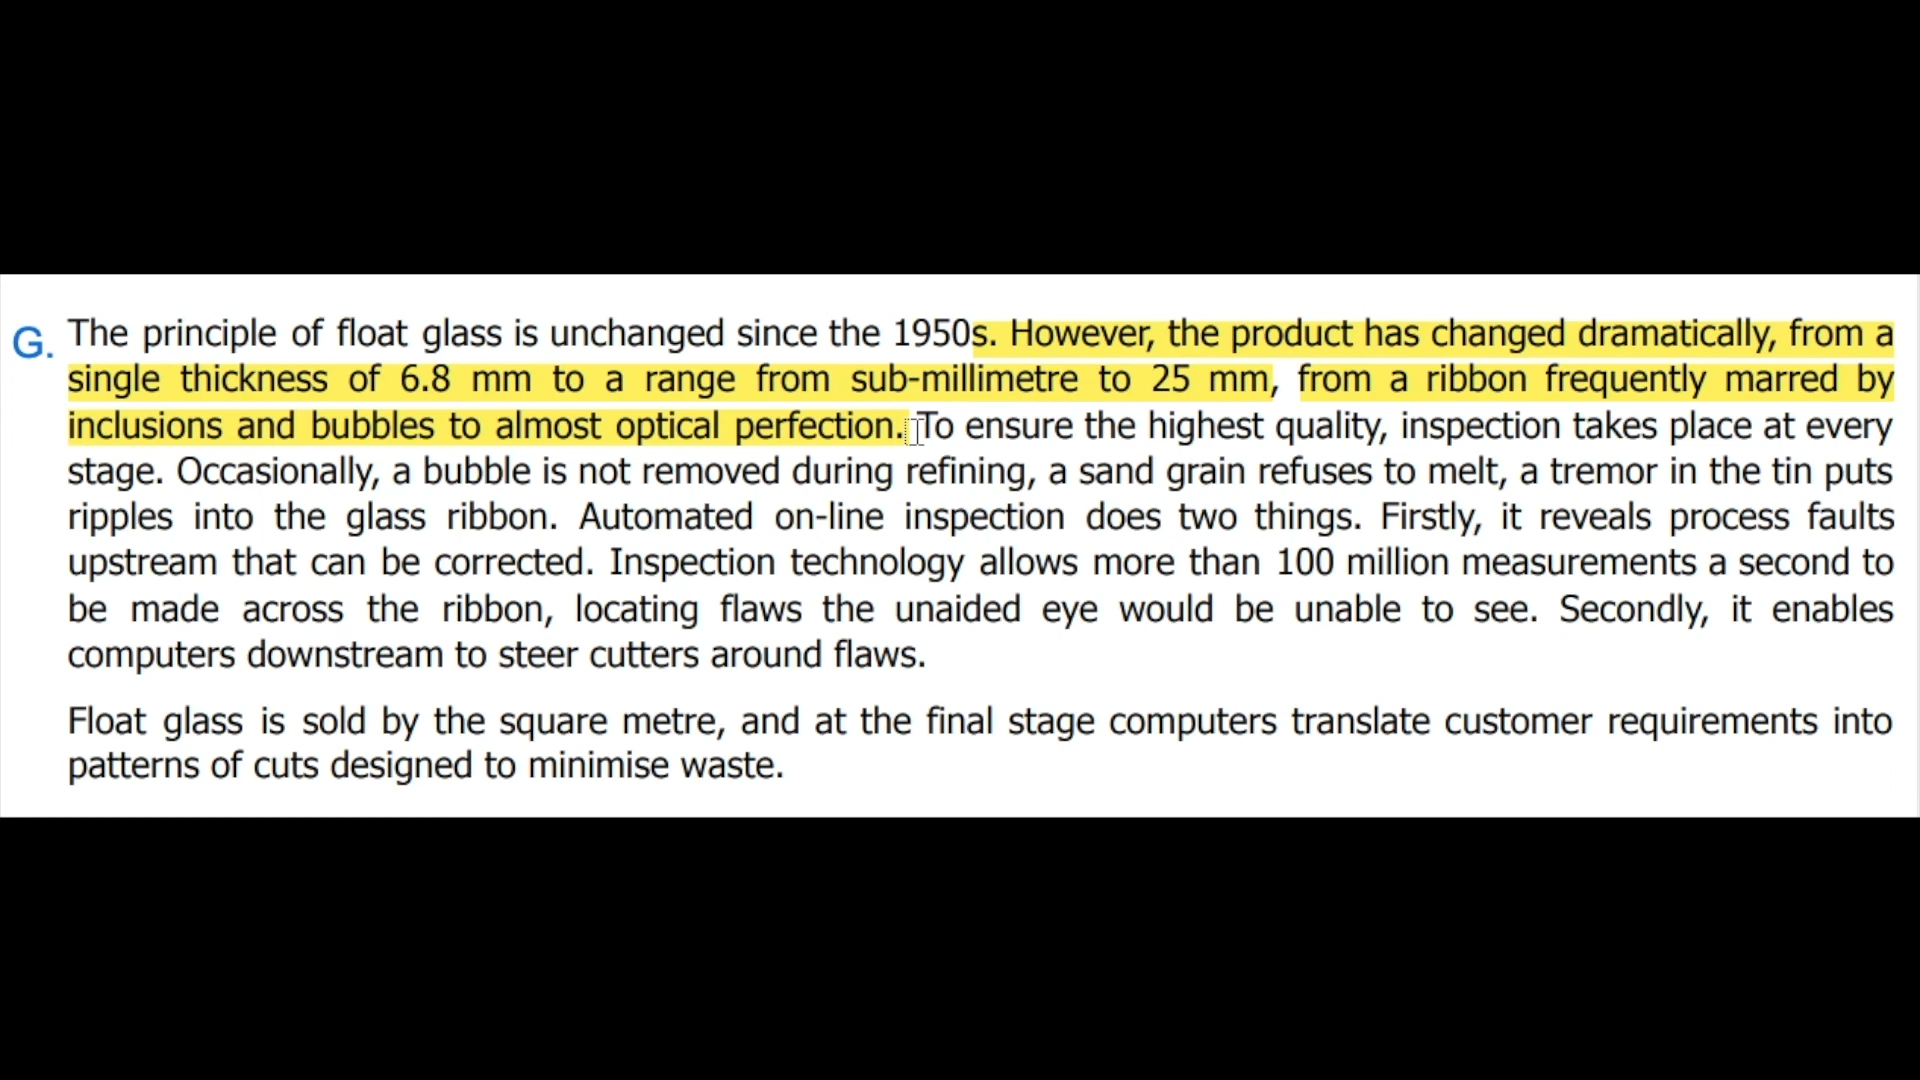 G. The principle of float glass is unchanged since the 1950s. However, the product has changed dramatically, from a
single thickness of 6.8 mm to a range from sub-millimetre to 25 mm, from a ribbon frequently marred by
inclusions and bubbles to almost optical perfection. To ensure the highest quality, inspection takes place at every
stage. Occasionally, a bubble is not removed during refining, a sand grain refuses to melt, a tremor in the tin puts
ripples into the glass ribbon. Automated on-line inspection does two things. Firstly, it reveals process faults
upstream that can be corrected. Inspection technology allows more than 100 million measurements a second to
be made across the ribbon, locating flaws the unaided eye would be unable to see. Secondly, it enables
computers downstream to steer cutters around flaws.
Float glass is sold by the square metre, and at the final stage computers translate customer requirements into
patterns of cuts designed to minimise waste.